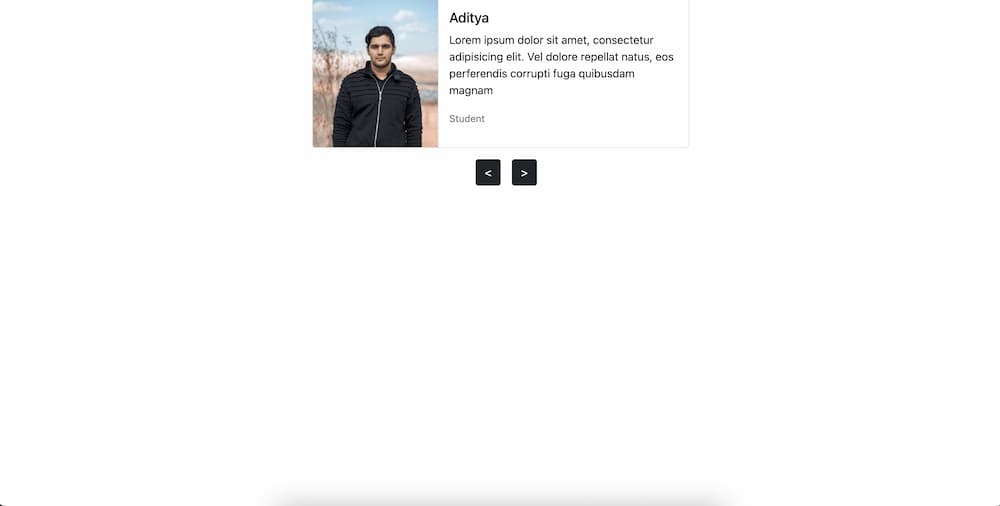 Aditya
Lorem ipsum dolor sit amet, consectetur
adipisicing elit. Vel dolore repellat natus, eos
perferendis corrupti fuga quibusdam
magnam
Student
< >